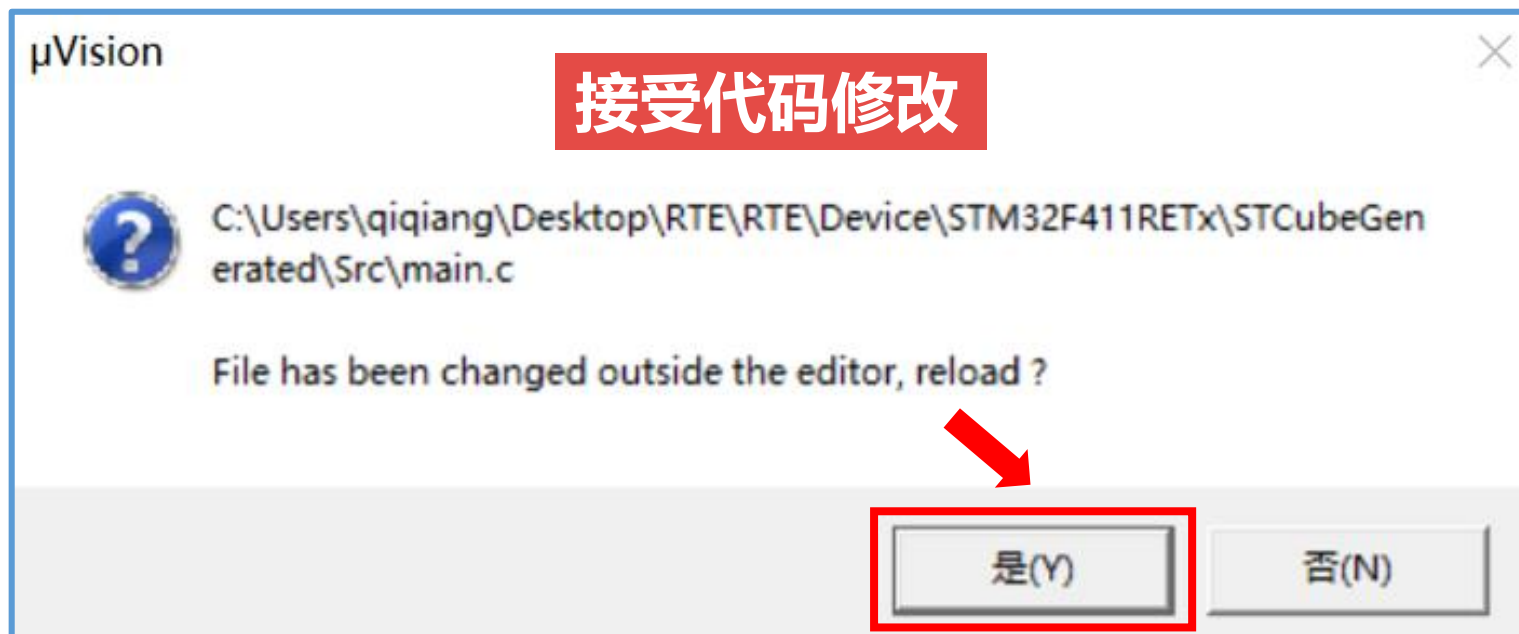 µVision
接受代码修改
C:\Users\qiqiang\Desktop\RTE\RTE\Device\STM32F411RETx\STCubeGen
erated\Src\main.c
File has been changed outside the editor, reload ?
是(Y)
否(N)